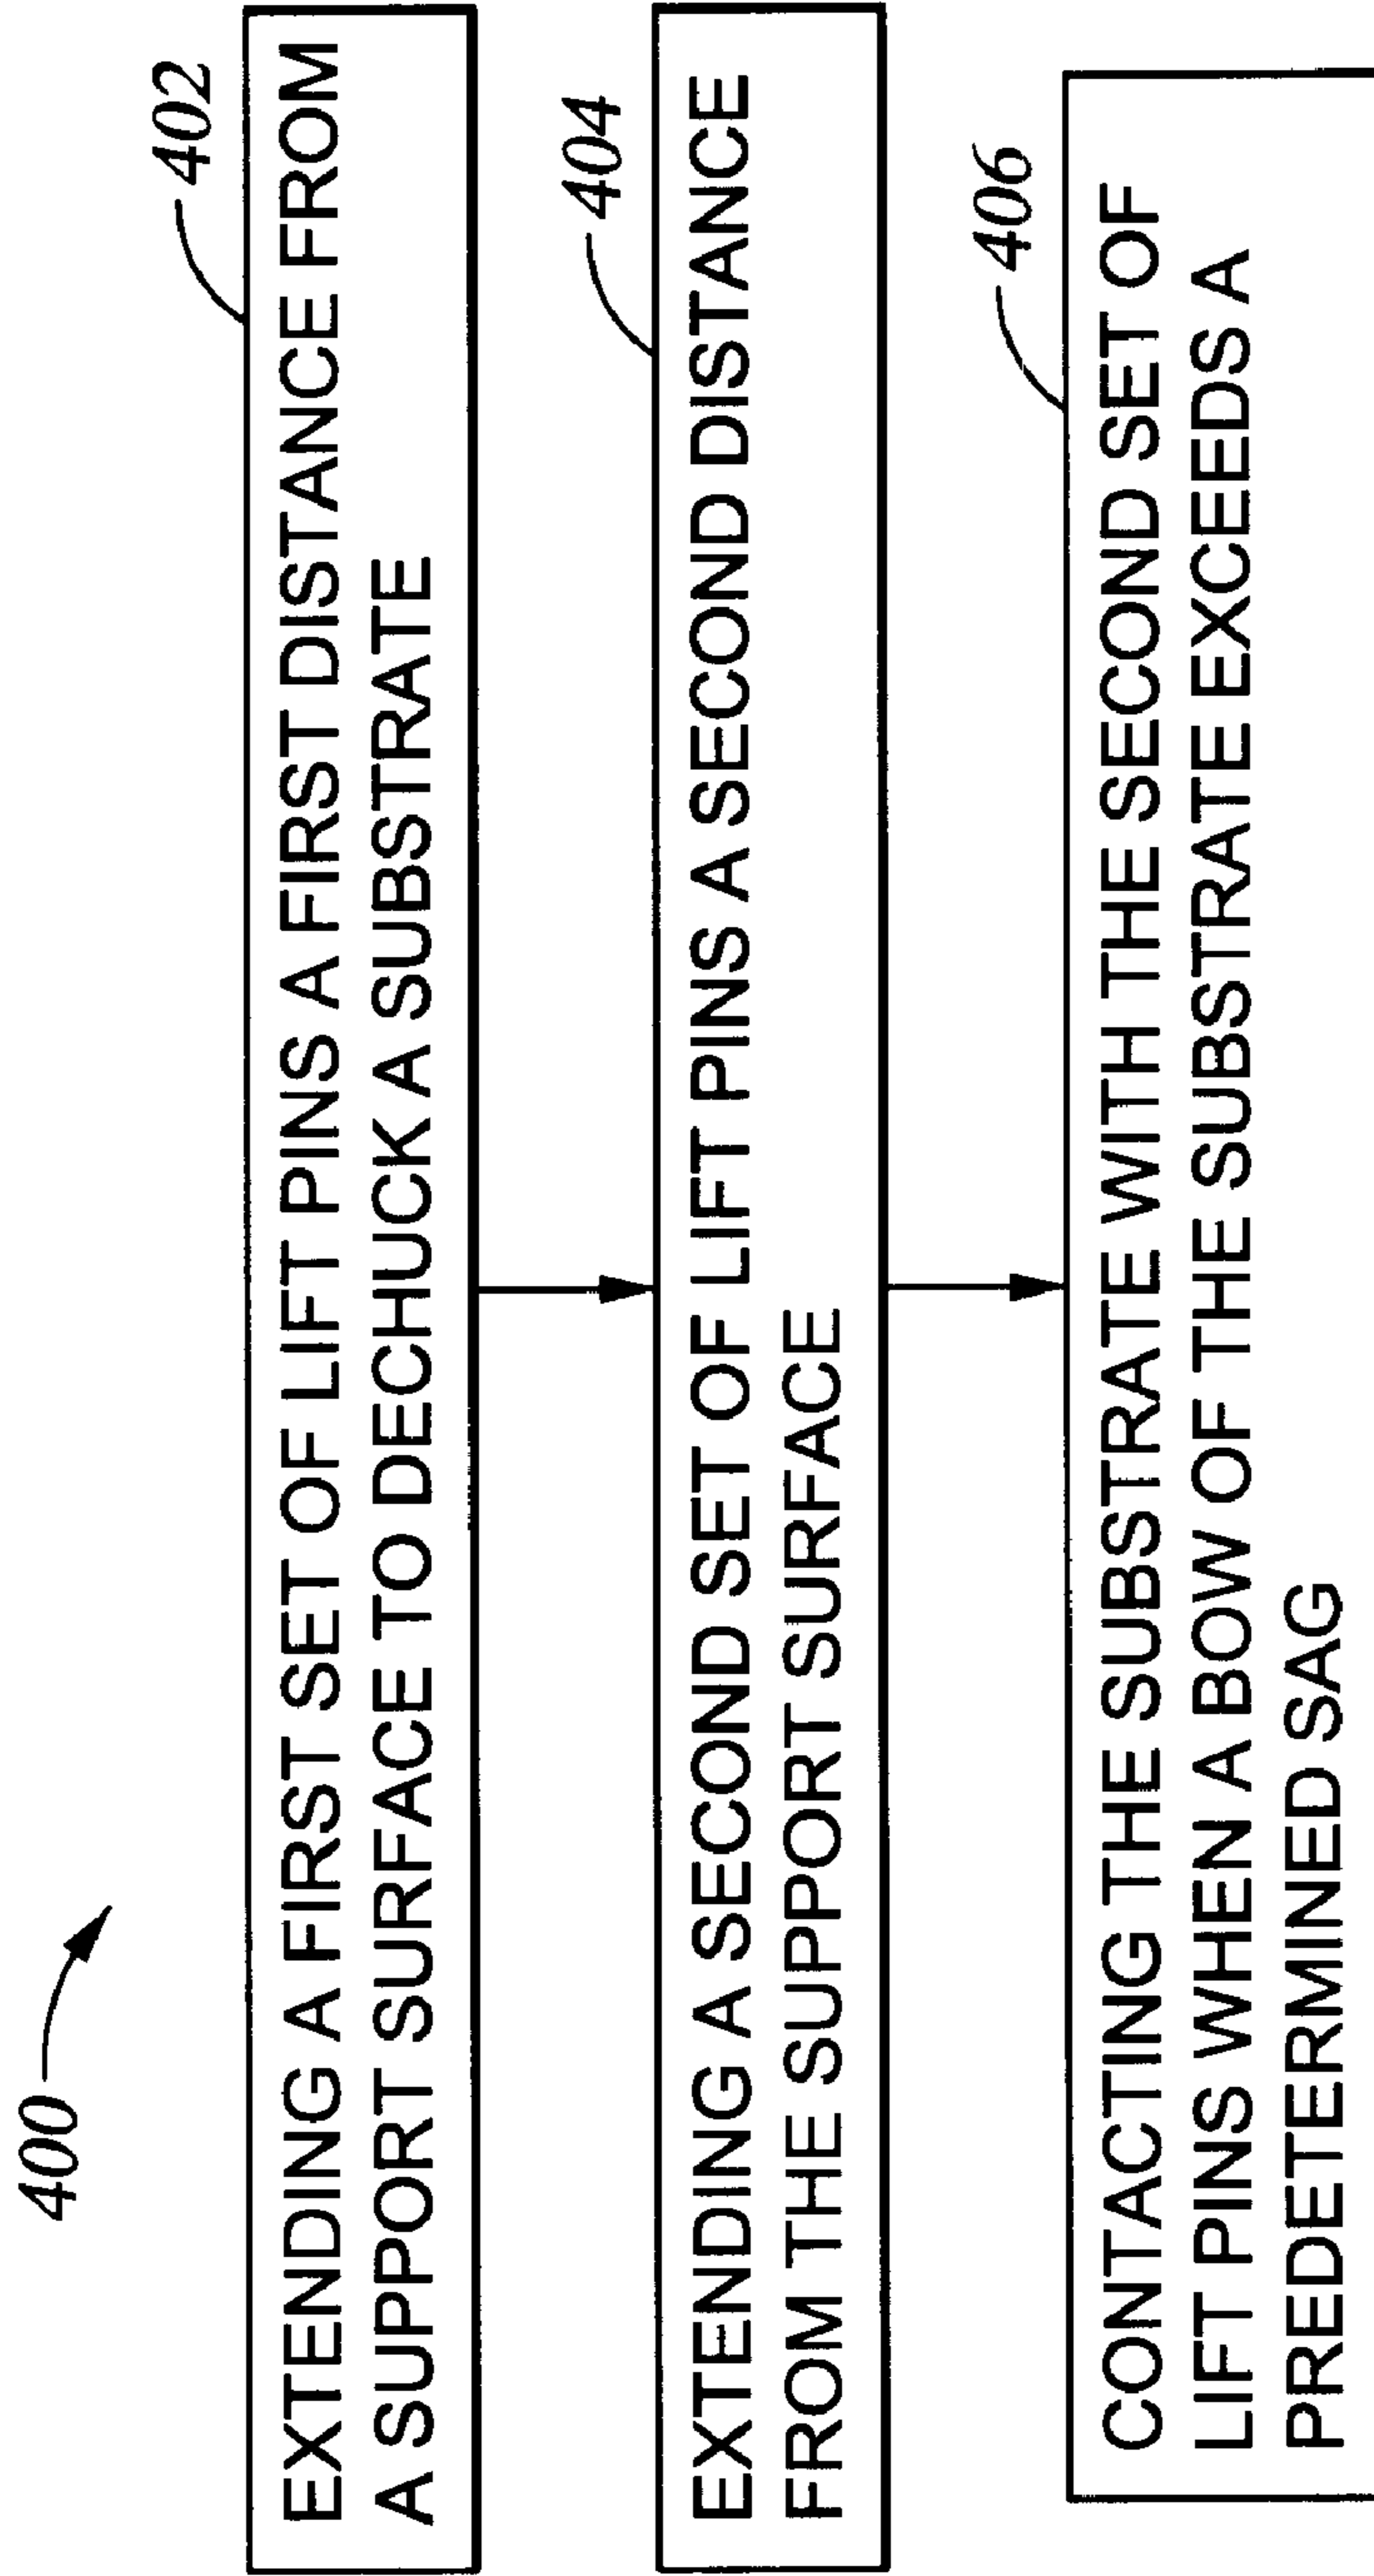 400
402
EXTENDING A FIRST SET OF LIFT PINS A FIRST DISTANCE FROM
A SUPPORT SURFACE TO DECHUCK A SUBSTRATE
404
EXTENDING A SECOND SET OF LIFT PINS A SECOND DISTANCE
FROM THE SUPPORT SURFACE
406
CONTACTING THE SUBSTRATE WITH THE SECOND SET OF
LIFT PINS WHEN A BOW OF THE SUBSTRATE EXCEEDS A
PREDETERMINED SAG